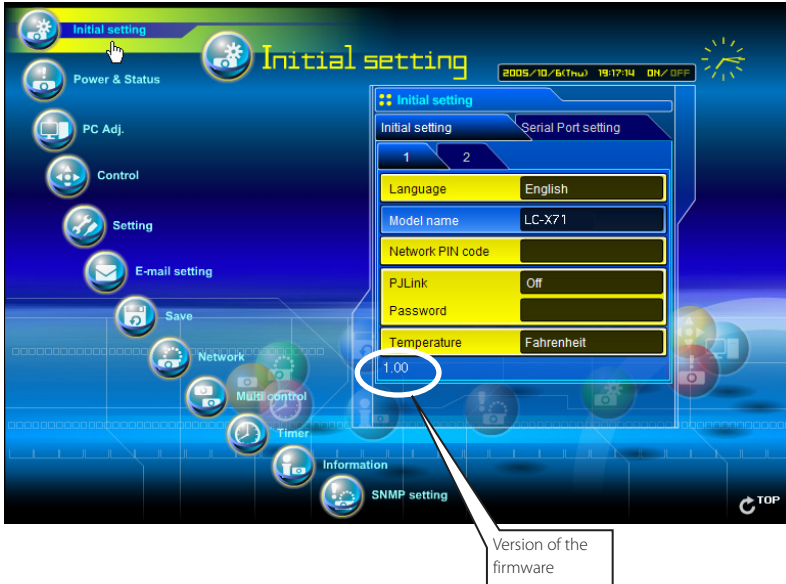 Initial setting
Power & Status
PC Adj.
Control
Setting
E-mail setting
Save
Network
Multi control
Timer
Information
SNMP setting
Initial setting
2005/10/6(Thu) 19:17:14 ON/OFF
Initial setting
Initial setting Serial Port setting
1 2
Language English
Model name LC-X71
Network PIN code
PJLink Off
Password
Temperature Fahrenheit
1.00
TOP
Version of the
firmware